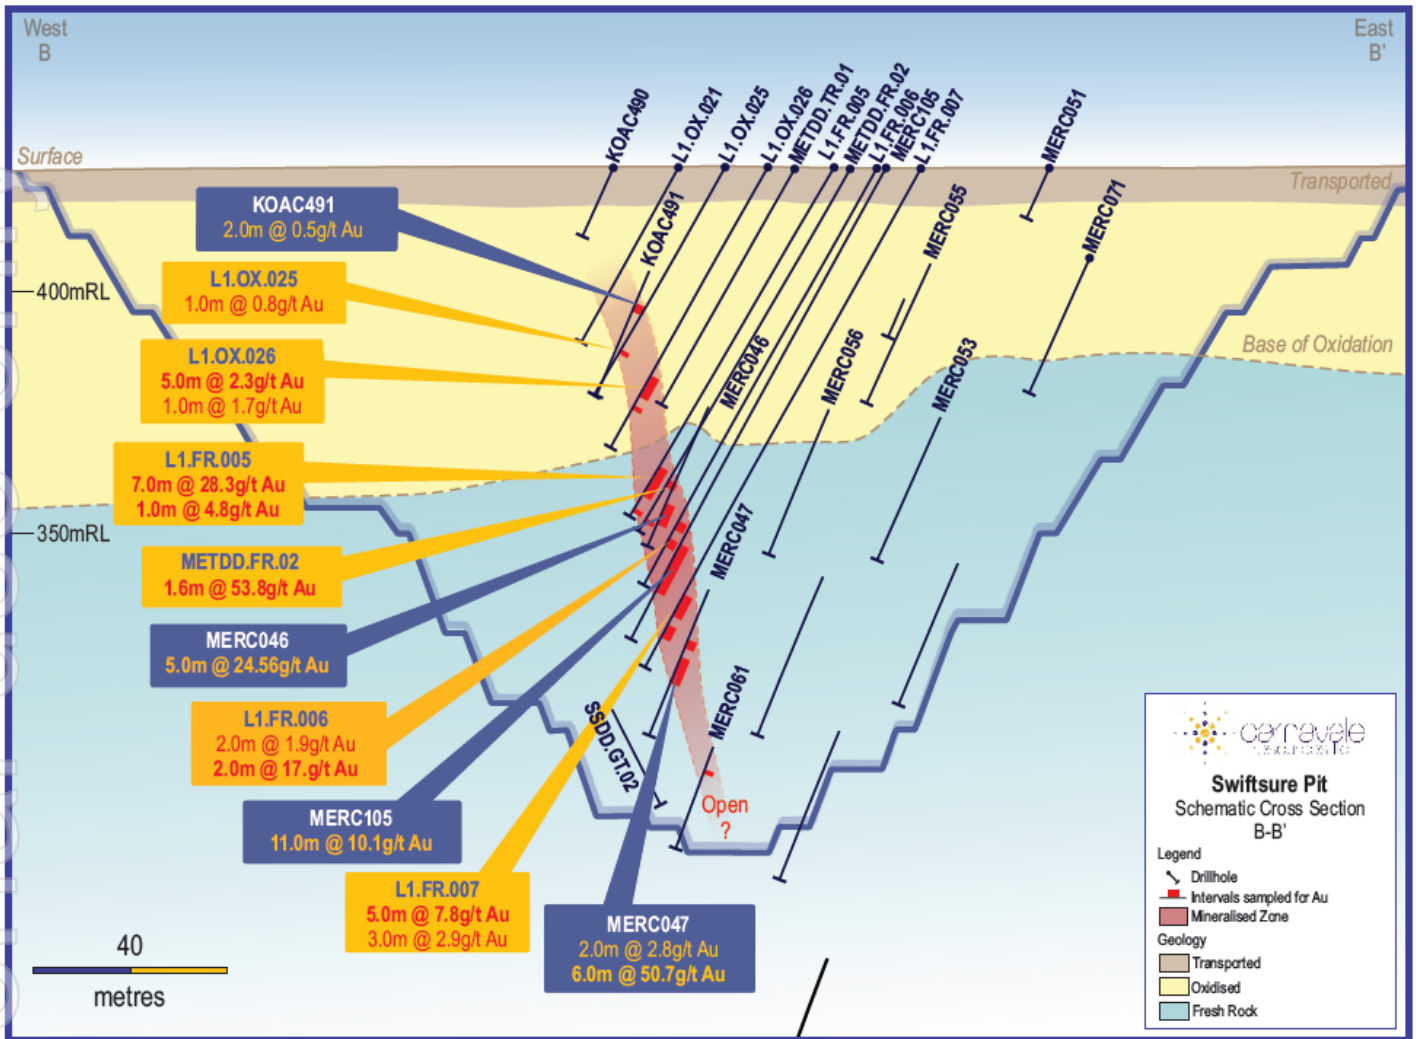 West
B
East
B'
KOAC490
L1.OX.021
L1.OX.025
L1.OX.026
METDD.TR.01
L1.FR.005
METDD.FR.02
L1.FR.006
MERC105
L1.FR.007
MERC051
Surface
Transported
KOAC491
2.0m @ 0.5g/t Au
KOAC491
MERC055
MERC071
L1.OX.025
1.0m @ 0.8g/t Au
400mRL
Base of Oxidation
L1.OX.026
5.0m @ 2.3g/t Au
1.0m @ 1.7g/t Au
MERC046
MERC056
MERC053
L1.FR.005
7.0m @ 28.3g/t Au
1.0m @ 4.8g/t Au
350mRL
MERC047
METDD.FR.02
1.6m @ 53.8g/t Au
MERC046
5.0m @ 24.56g/t Au
MERC061
SSDD.GT.02
L1.FR.006
2.0m @ 1.9g/t Au
2.0m @ 17.g/t Au
Open
?
MERC105
11.0m @ 10.1g/t Au
L1.FR.007
5.0m @ 7.8g/t Au
3.0m @ 2.9g/t Au
MERC047
2.0m @ 2.8g/t Au
6.0m @ 50.7g/t Au
40
metres
carnavale
resources ltd
Swiftsure Pit
Schematic Cross Section
B-B'
Legend
Drillhole
Intervals sampled for Au
Mineralised Zone
Geology
Transported
Oxidised
Fresh Rock